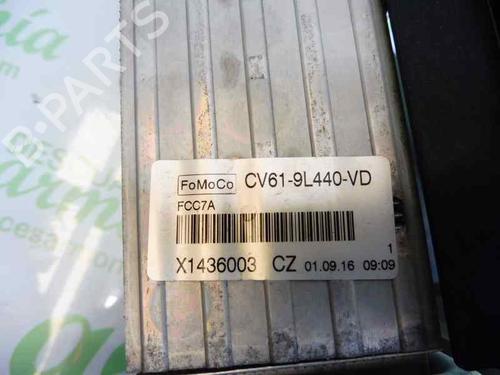 B-PARTS
FoMoCo CV61-9L440-VD
FCC7A
1
X1436003 CZ 01.09.16 09:09